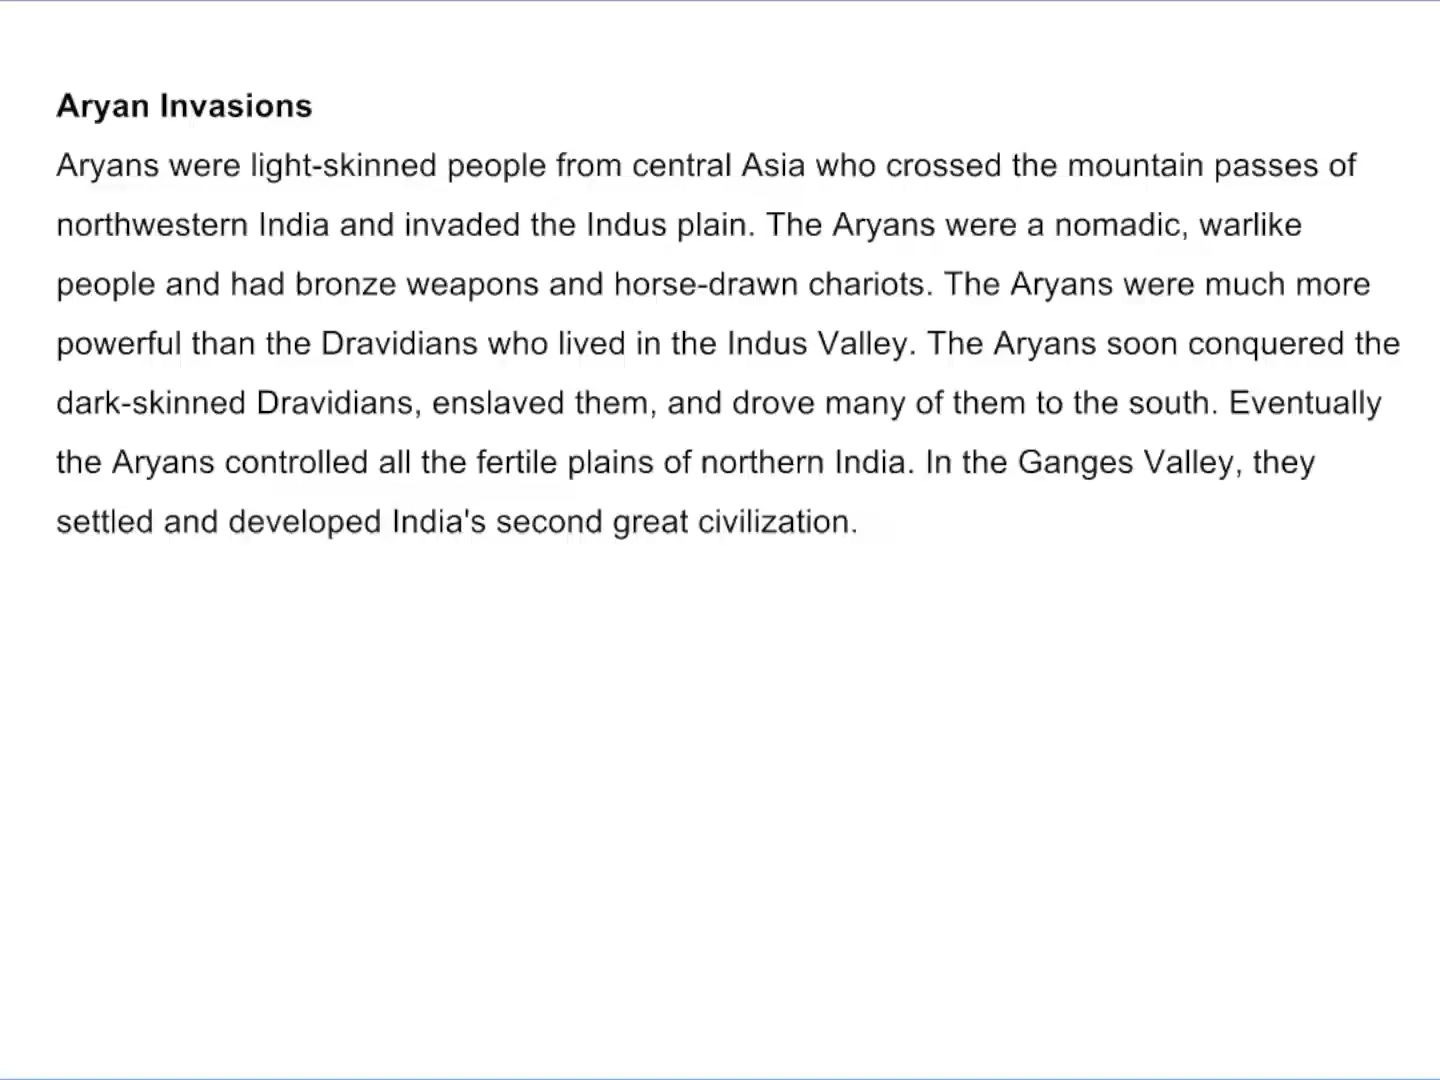 Aryan Invasions
Aryans were light-skinned people from central Asia who crossed the mountain passes of
northwestern India and invaded the Indus plain. The Aryans were a nomadic, warlike
people and had bronze weapons and horse-drawn chariots. The Aryans were much more
powerful than the Dravidians who lived in the Indus Valley. The Aryans soon conquered the
dark-skinned Dravidians, enslaved them, and drove many of them to the south. Eventually
the Aryans controlled all the fertile plains of northern India. In the Ganges Valley, they
settled and developed India's second great civilization.